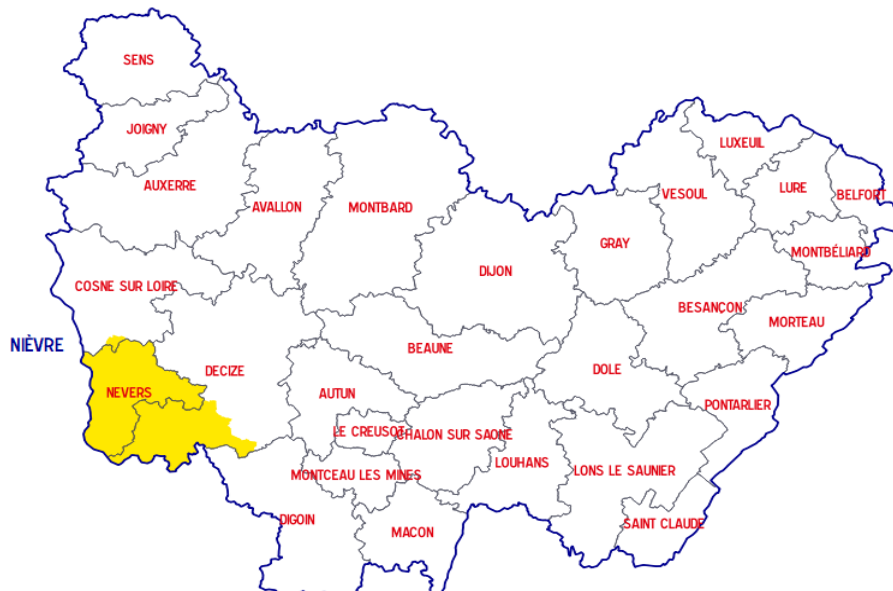 SENS
JOIGNY
LUXEUIL
AUXERRE
LURE
BELFORT
VESOUL
AVALLON
MONTBARD
GRAY
MONTBÉLIARD
DIJON
COSNE SUR LOIRE
BESANÇON
MORTEAU
NIÈVRE
BEAUNE
DECIZE
DOLE
NEVERS
AUTUN
PONTARLIER
LE CREUSOT
CHALON SUR SAONE
LOUHANS
LONS LE SAUNIER
MONTCEAU LES MINES
DIGOIN
SAINT CLAUDE
MACON